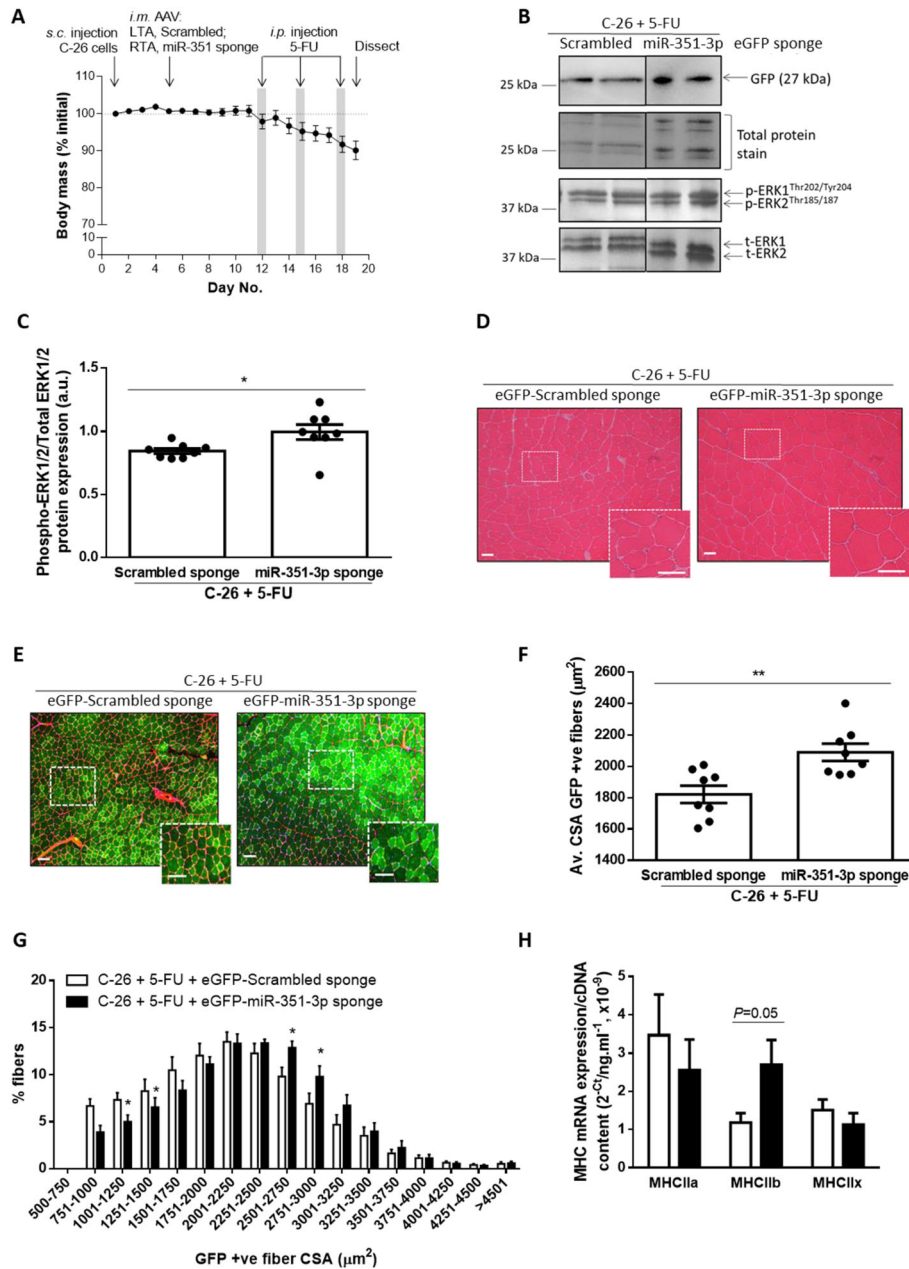 A
s.c. injection
C-26 cells
i.m. AAV:
LTA, Scrambled;
RTA, miR-351 sponge
i.p. injection
5-FU
Dissect
Body mass (% initial)
110
100
90
80
70
10
0
0 2 4 6 8 10 12 14 16 18 20
Day No.
B
C-26 + 5-FU
Scrambled miR-351-3p eGFP sponge
25 kDa
GFP (27 kDa)
25 kDa
Total protein
stain
37 kDa
p-ERK1Thr202/Tyr204
p-ERK2Thr185/187
37 kDa
t-ERK1
t-ERK2
C
Phospho-ERK1/2/Total ERK1/2
protein expression (a.u.)
1.5
1.0
0.5
0.0
*
Scrambled sponge miR-351-3p sponge
C-26 + 5-FU
D
C-26 + 5-FU
eGFP-Scrambled sponge eGFP-miR-351-3p sponge
E
C-26 + 5-FU
eGFP-Scrambled sponge eGFP-miR-351-3p sponge
F
Av. CSA GFP +ve fibers (µm²)
2600
2400
2200
2000
1800
1600
1400
**
Scrambled sponge miR-351-3p sponge
C-26 + 5-FU
G
C-26 + 5-FU + eGFP-Scrambled sponge
C-26 + 5-FU + eGFP-miR-351-3p sponge
% fibers
20
15
10
5
0
* * * *
500-750
751-1000
1001-1250
1251-1500
1501-1750
1751-2000
2001-2250
2251-2500
2501-2750
2751-3000
3001-3250
3251-3500
3501-3750
3751-4000
4001-4250
4251-4500
>4501
GFP +ve fiber CSA (µm²)
H
MHC mRNA expression/cDNA
content (2-Ct/ng.ml-1, x10-9)
5
4
3
2
1
0
P=0.05
MHCIIa MHCIIb MHCIIx